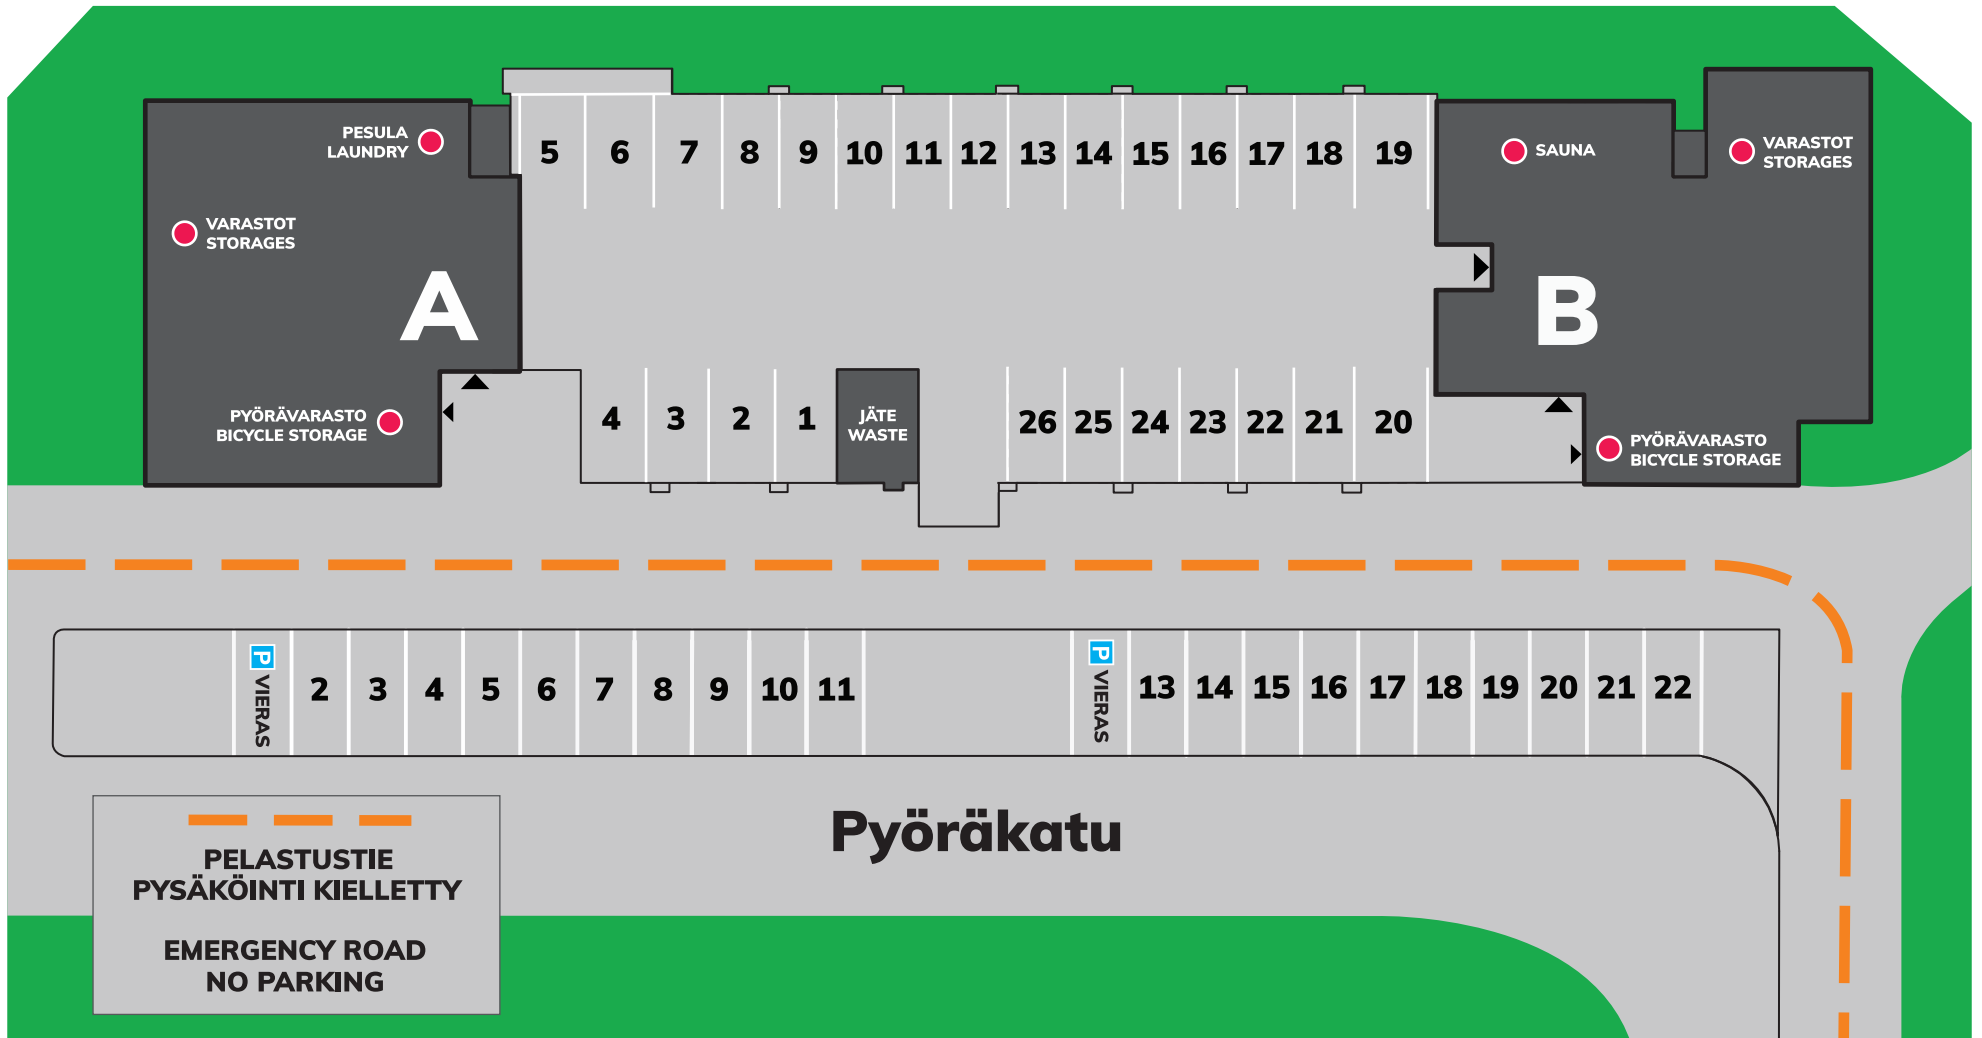 PESULA
LAUNDRY
VARASTOT
STORAGES
A
PYÖRÄVARASTO
BICYCLE STORAGE
5 6 7 8 9 10 11 12 13 14 15 16 17 18 19
4 3 2 1
JÄTE
WASTE
26 25 24 23 22 21 20
SAUNA
VARASTOT
STORAGES
B
PYÖRÄVARASTO
BICYCLE STORAGE
P VIERAS 2 3 4 5 6 7 8 9 10 11
P VIERAS 13 14 15 16 17 18 19 20 21 22
Pyöräkatu
PELASTUSTIE
PYSÄKÖINTI KIELLETTY
EMERGENCY ROAD
NO PARKING